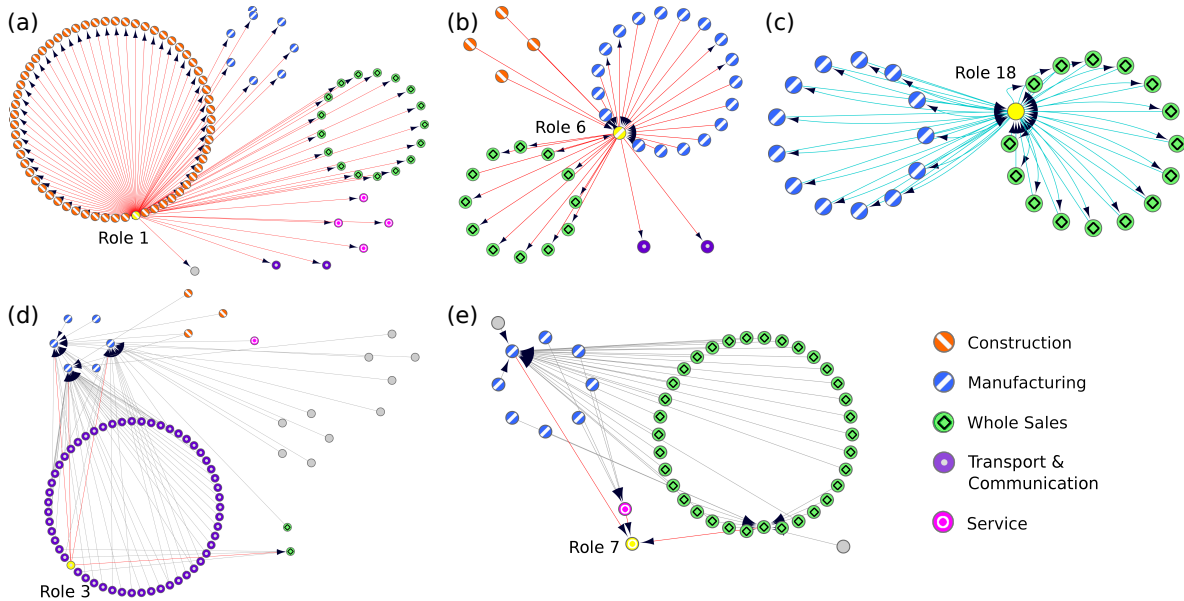 (a)
(b)
(c)
Role 18
Role 6
Role 1
(d)
(e)
Construction
Manufacturing
Whole Sales
Transport &
Communication
Service
Role 7
Role 3